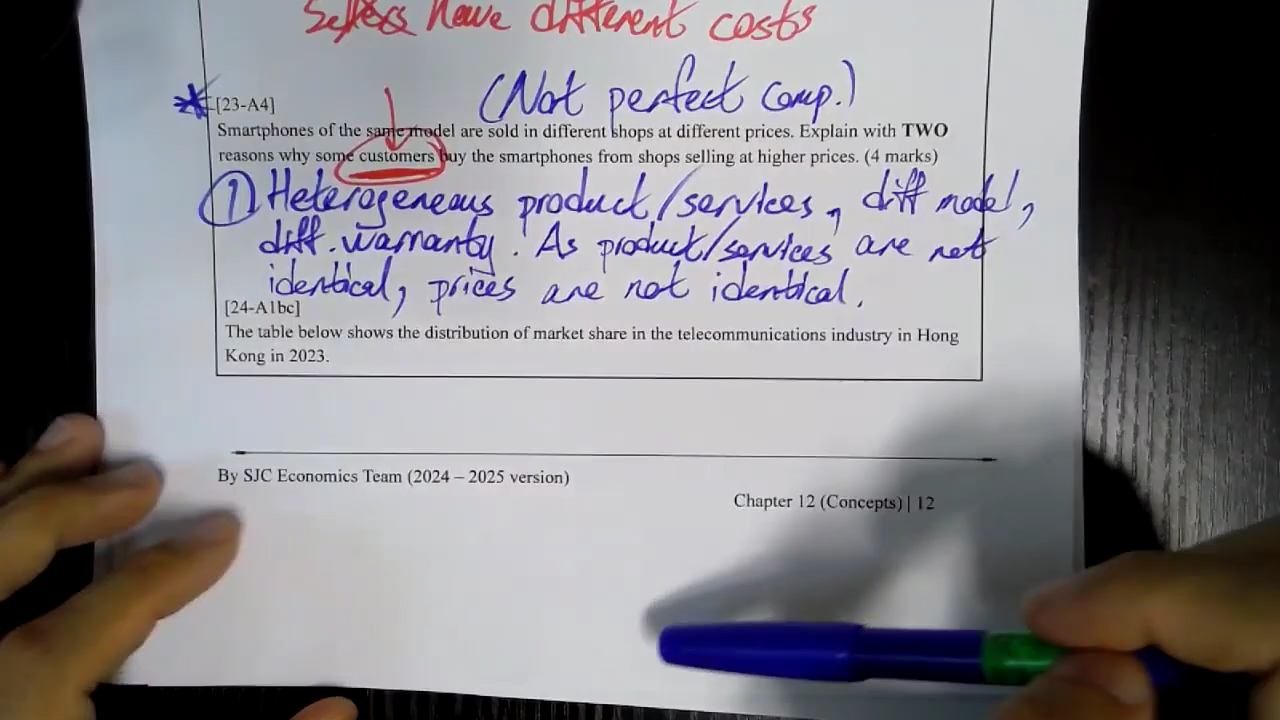 Sellers have different costs
(Not perfect comp.)
[23-A4]
Smartphones of the same model are sold in different shops at different prices. Explain with TWO
reasons why some customers buy the smartphones from shops selling at higher prices. (4 marks)
① Heterogeneous product/services, diff model,
diff. warranty. As product/services are not
identical, prices are not identical.
[24-A1bc]
The table below shows the distribution of market share in the telecommunications industry in Hong
Kong in 2023.
By SJC Economics Team (2024 – 2025 version)
Chapter 12 (Concepts) | 12